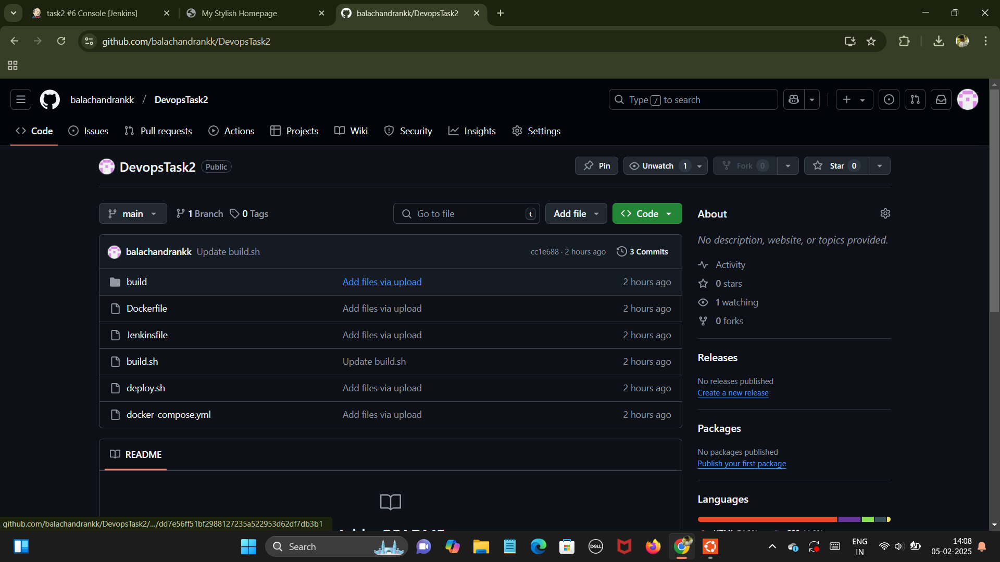 task2 #6 Console [Jenkins]
My Stylish Homepage
balachandrankk/DevopsTask2
github.com/balachandrankk/DevopsTask2
balachandrankk / DevopsTask2
Type / to search
Code
Issues
Pull requests
Actions
Projects
Wiki
Security
Insights
Settings
DevopsTask2 Public
Pin
Unwatch 1
Fork 0
Star 0
main
1 Branch
0 Tags
Go to file t
Add file
Code
balachandrankk Update build.sh cc1e688 · 2 hours ago 3 Commits
build Add files via upload 2 hours ago
Dockerfile Add files via upload 2 hours ago
Jenkinsfile Add files via upload 2 hours ago
build.sh Update build.sh 2 hours ago
deploy.sh Add files via upload 2 hours ago
docker-compose.yml Add files via upload 2 hours ago
README
About
No description, website, or topics provided.
Activity
0 stars
1 watching
0 forks
Releases
No releases published
Create a new release
Packages
No packages published
Publish your first package
Languages
github.com/balachandrankk/DevopsTask2/.../dd7e56ff51bf2988127235a522953d62df7db3b1
Search
DELL
ENG
IN
14:08
05-02-2025